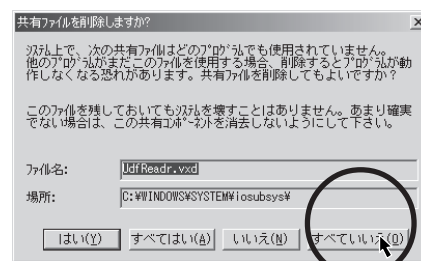 共有ファイルを削除しますか?
システム上で、次の共有ファイルはどのプログラムでも使用されていません。
他のプログラムがまだこのファイルを使用する場合、削除するとプログラムが動
作しなくなる恐れがあります。共有ファイルを削除してもよいですか?
このファイルを残しておいてもシステムを壊すことはありません。あまり確実
でない場合は、この共有コンポーネントを消去しないようにして下さい。
ファイル名: UdfReadr.vxd
場所: C:¥WINDOWS¥SYSTEM¥iosubsys¥
はい(Y) すべてはい(A) いいえ(N) すべていいえ(O)